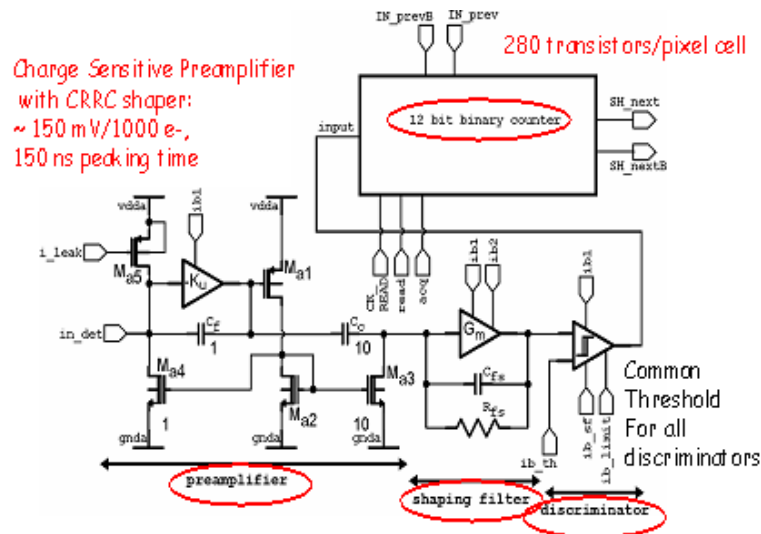 IN_prevB IN_prev
280 transistors/pixel cell
Charge Sensitive Preamplifier
with CRRC shaper:
~ 150 mV/1000 e-,
150 ns peaking time
input
12 bit binary counter
SH_next
SH_nextB
vdda
ib1
vdda
i_leak
Ma5
-Ku
Ma1
CK_READ
read
acq
ib1
ib2
ib1
in_det
Cf
1
Cc
10
Gm
Ma4
1
Ma2
Ma3
10
Cfs
Rfs
gnda
gnda
gnda
ib_th
ib_sf
ib_limit
Common
Threshold
For all
discriminators
preamplifier
shaping filter
discriminator